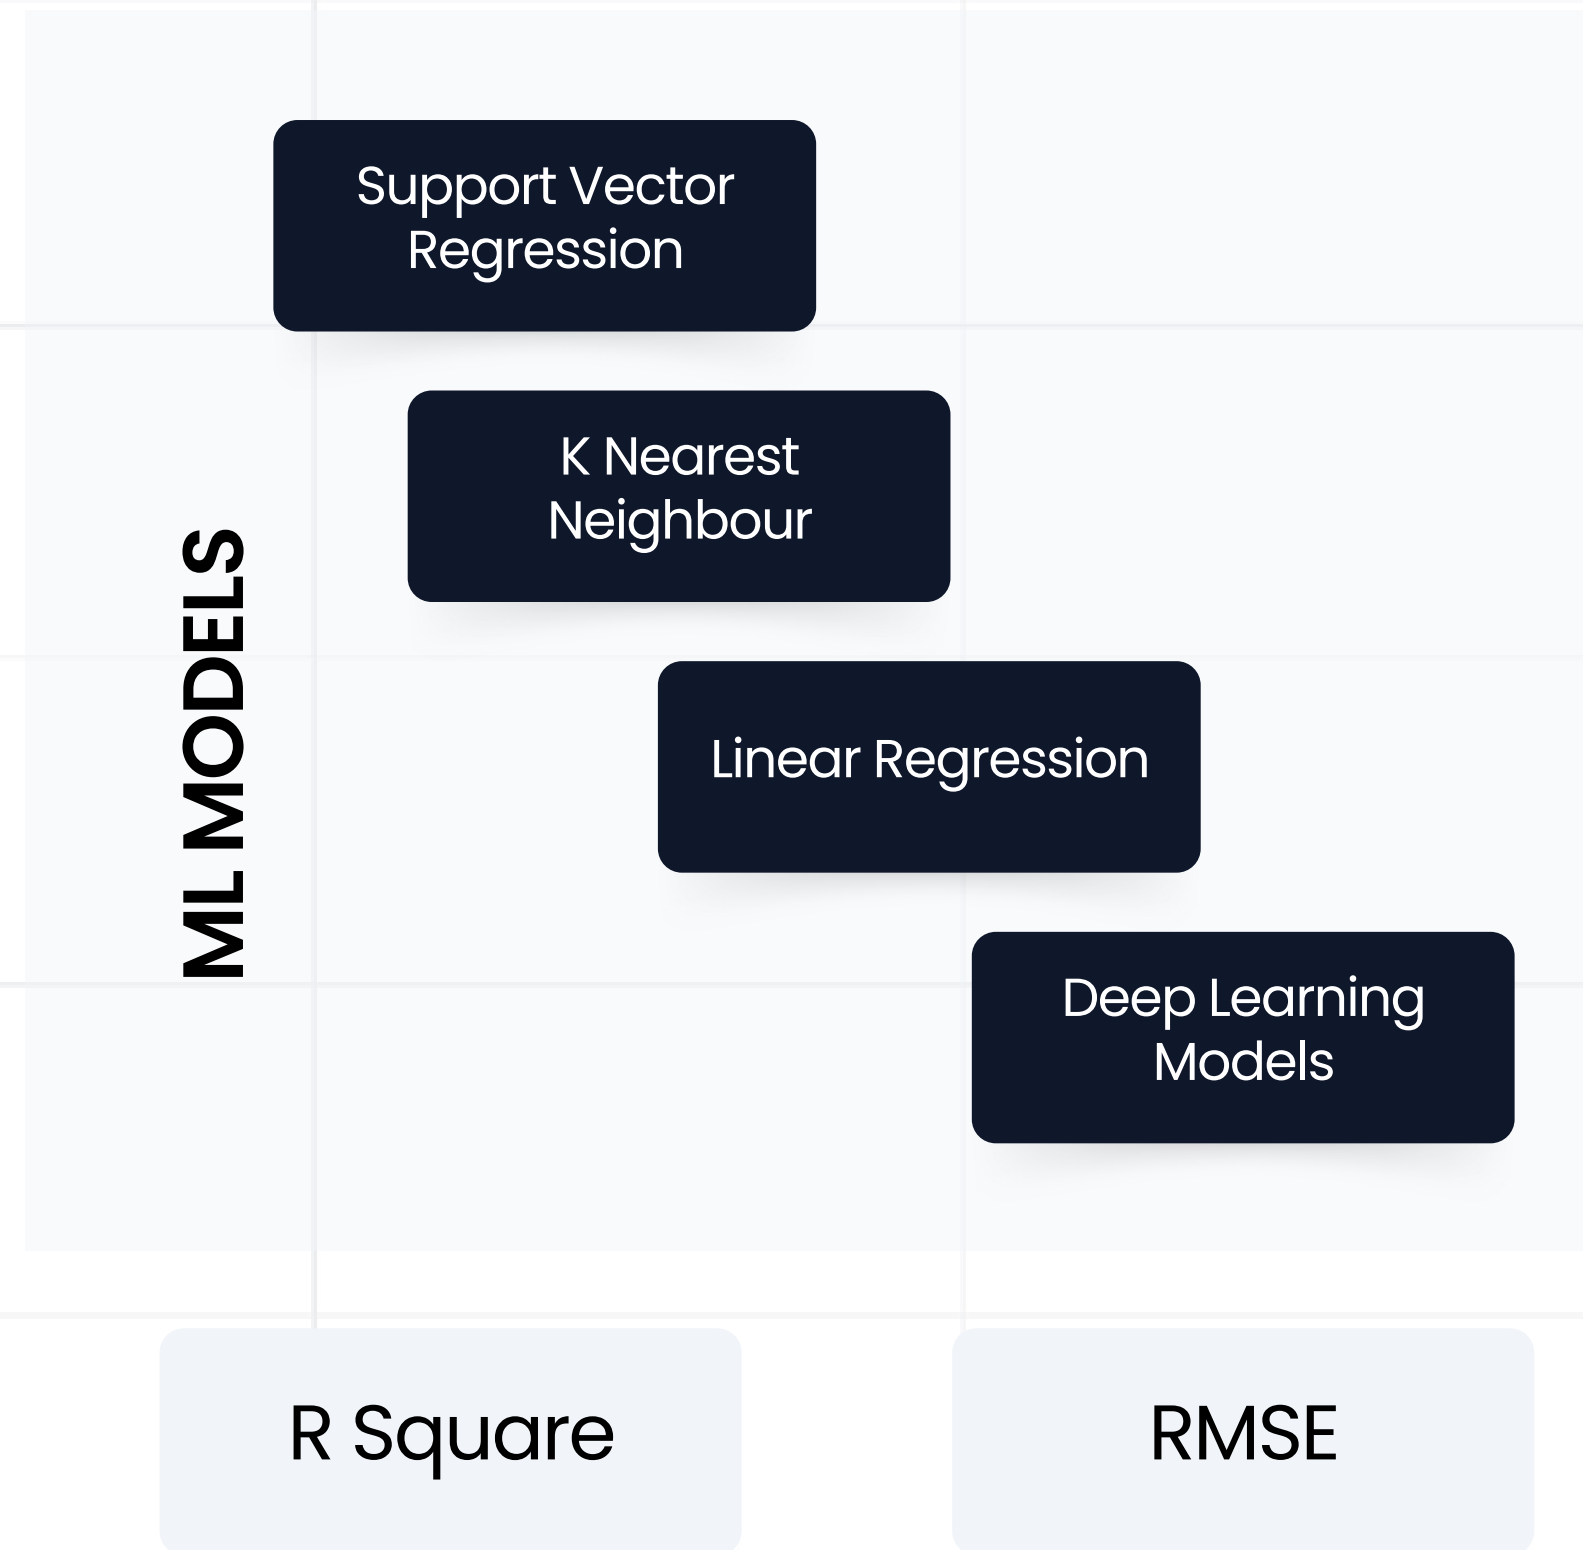 Support Vector
Regression
K Nearest
Neighbour
ML MODELS
Linear Regression
Deep Learning
Models
R Square
RMSE